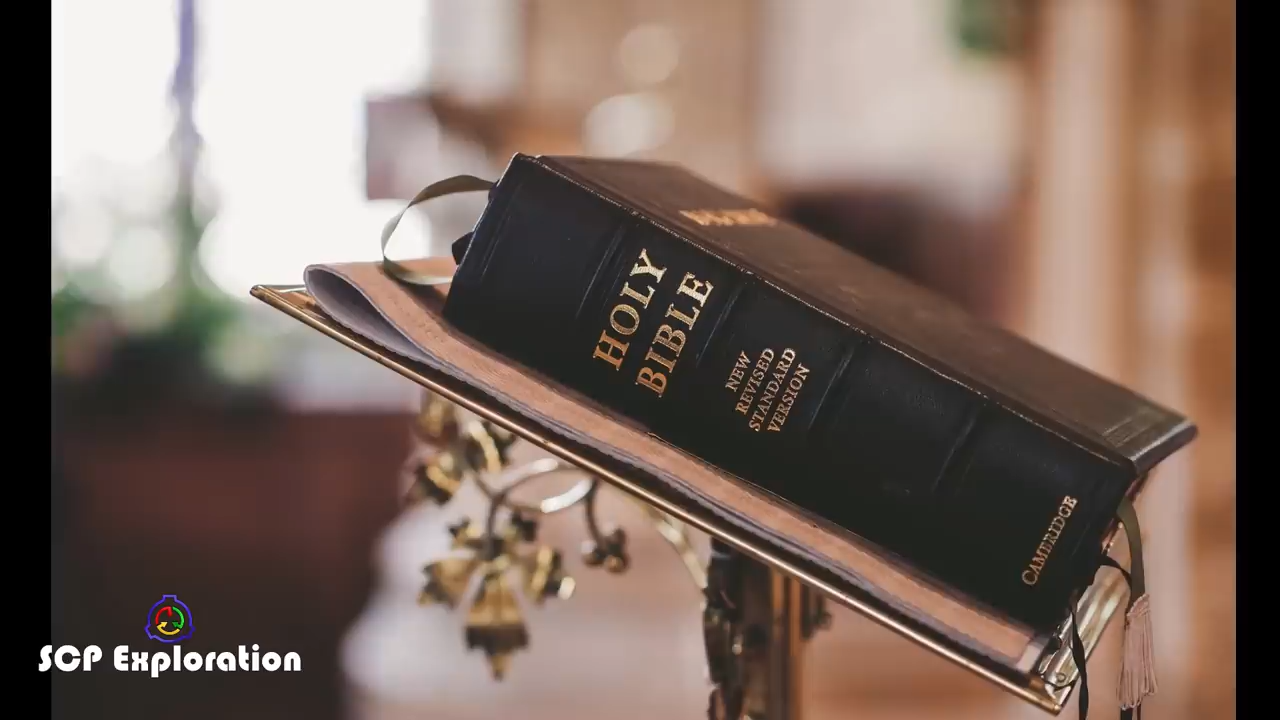 HOLY
BIBLE
NEW
REVISED
STANDARD
VERSION
CAMBRIDGE
SCP Exploration